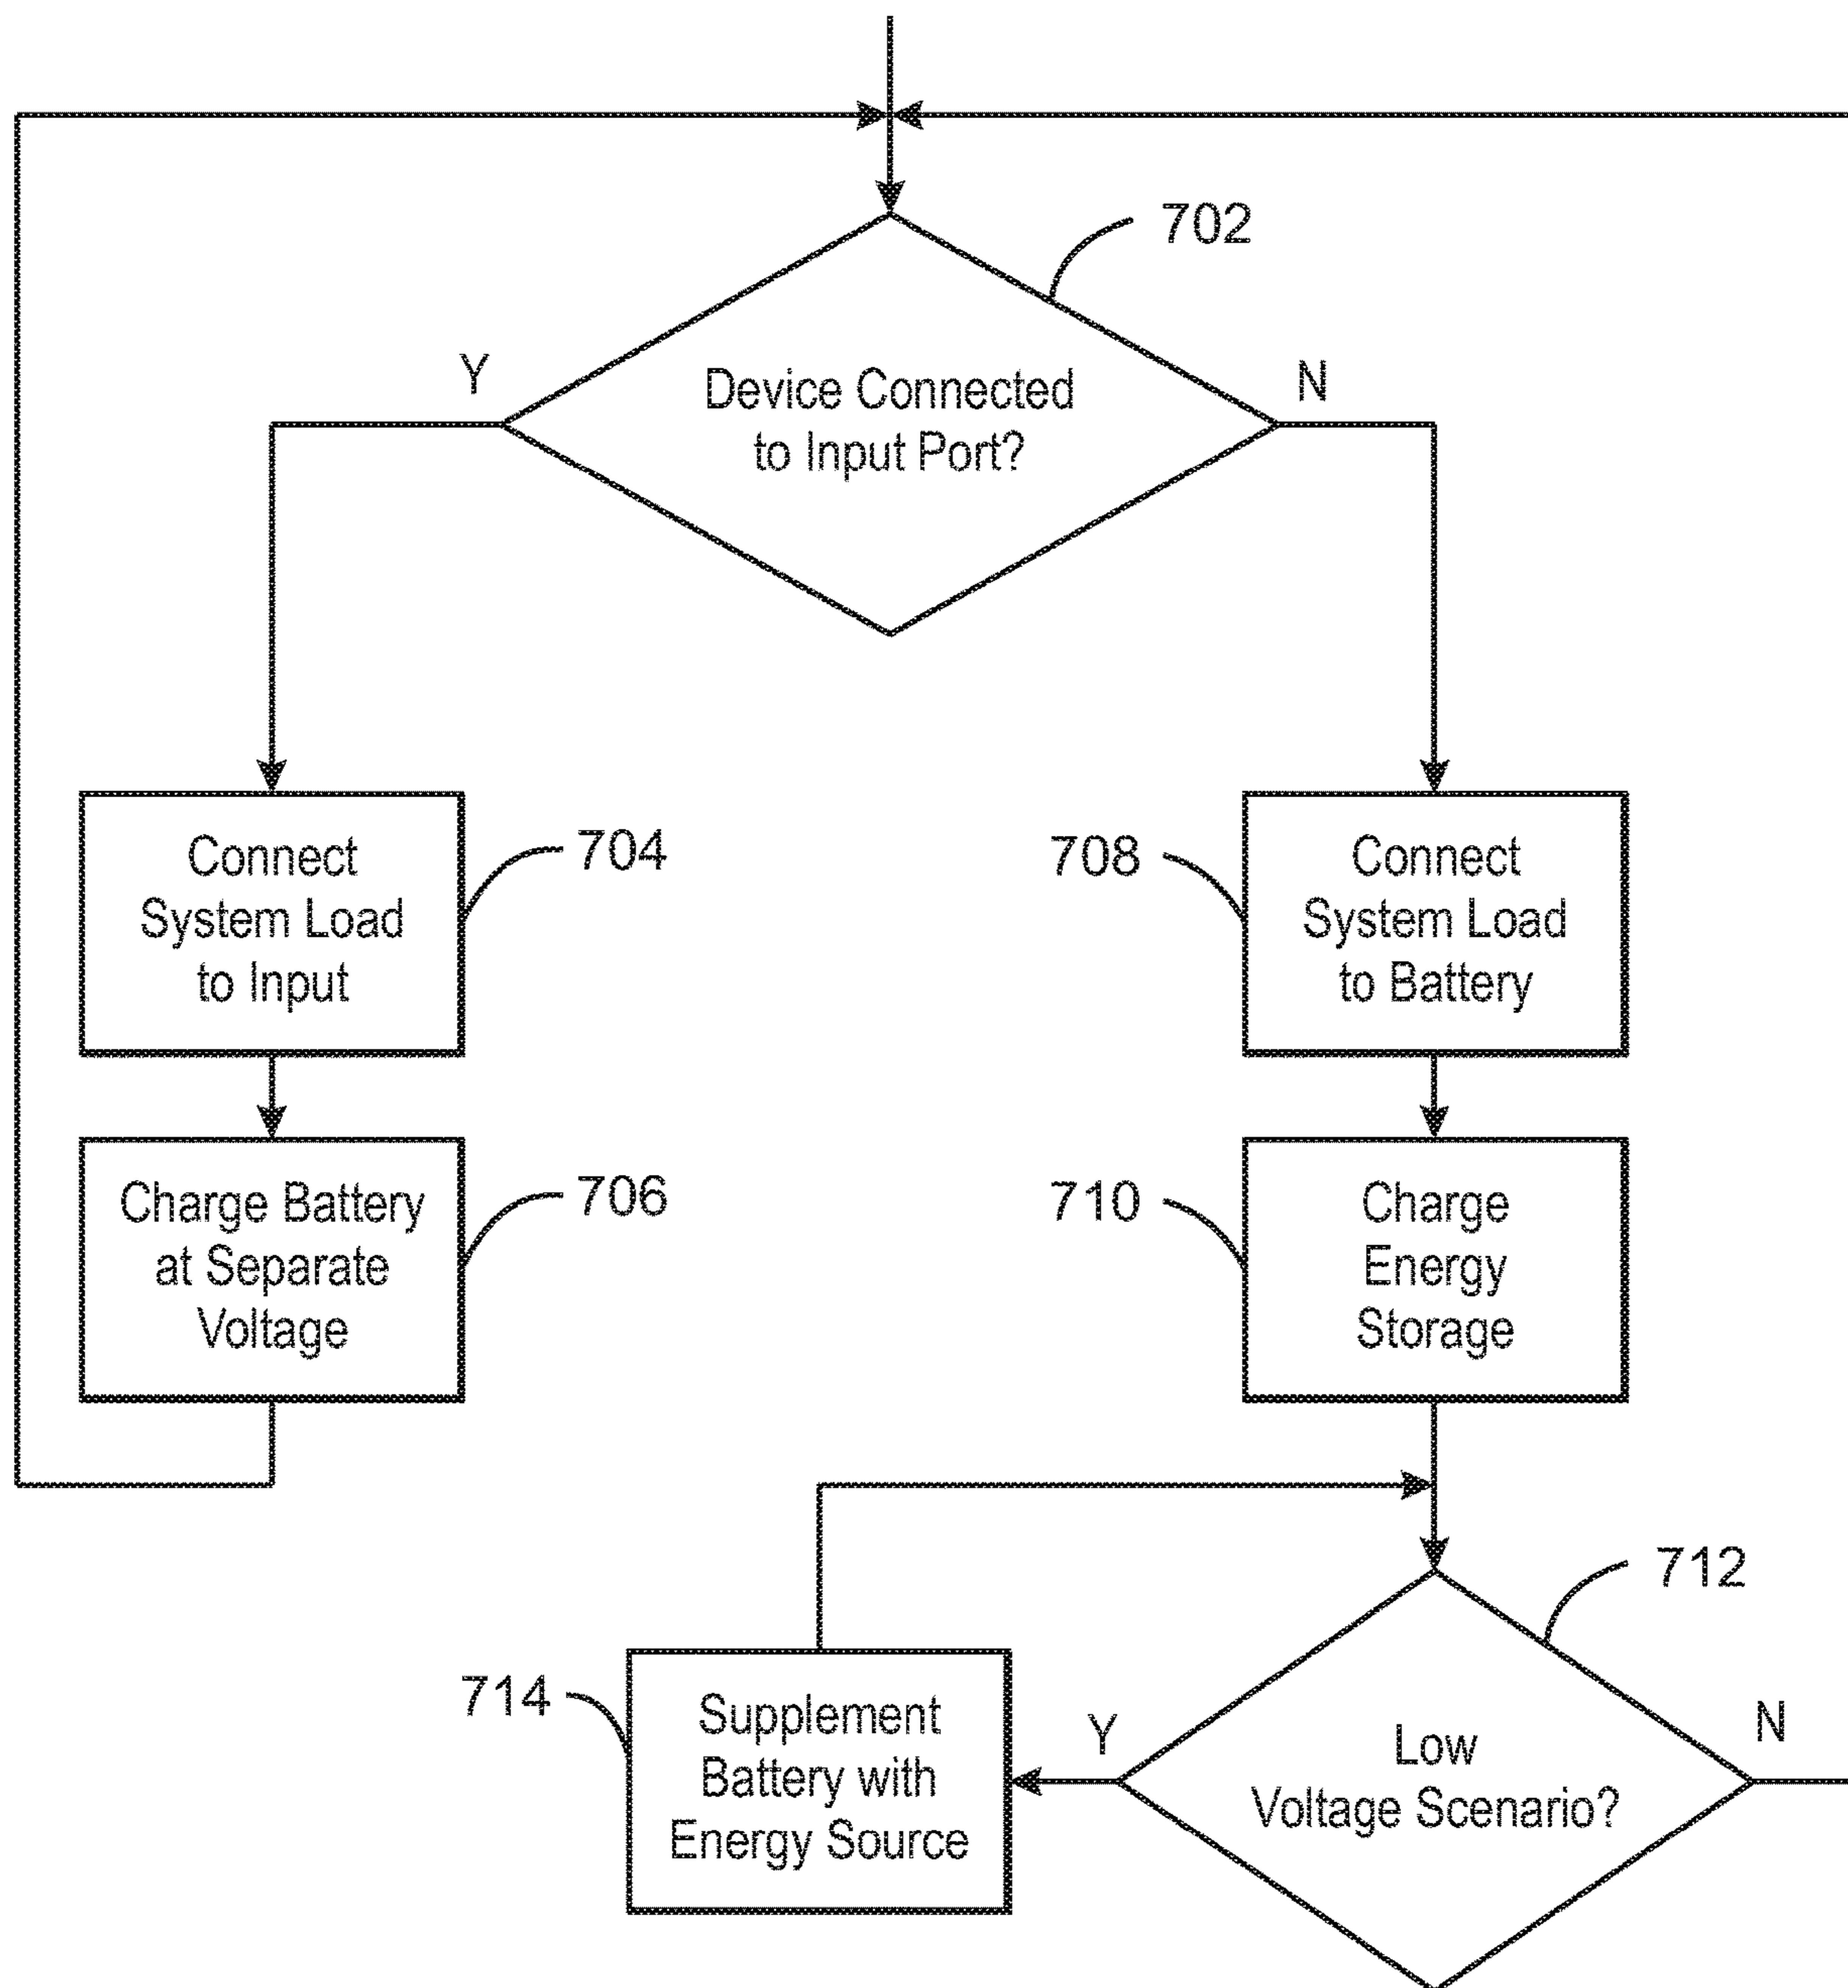 702
Y
N
Device Connected
to Input Port?
Connect
System Load
to Input
704
708
Connect
System Load
to Battery
Charge Battery
at Separate
Voltage
706
710
Charge
Energy
Storage
712
714
Supplement
Battery with
Energy Source
Y
Low
Voltage Scenario?
N